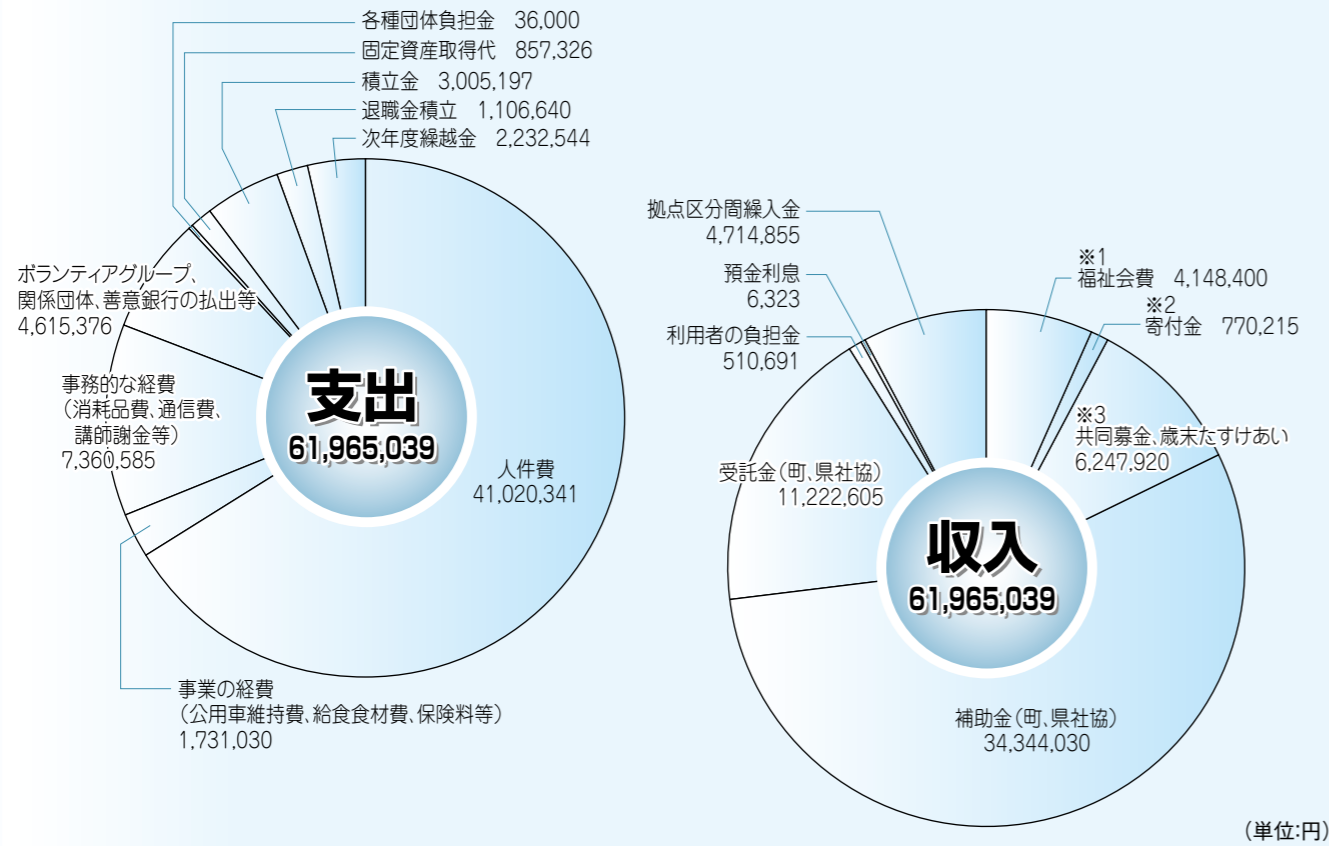 各種団体負担金 36,000
固定資産取得代 857,326
積立金 3,005,197
退職金積立 1,106,640
次年度繰越金 2,232,544
ボランティアグループ、
関係団体、善意銀行の払出等
4,615,376
事務的な経費
（消耗品費、通信費、
講師謝金等）
7,360,585
支出
61,965,039
人件費
41,020,341
事業の経費
（公用車維持費、給食食材費、保険料等）
1,731,030
拠点区分間繰入金
4,714,855
預金利息
6,323
利用者の負担金
510,691
※1
福祉会費 4,148,400
※2
寄付金 770,215
※3
共同募金、歳末たすけあい
6,247,920
受託金（町、県社協）
11,222,605
収入
61,965,039
補助金（町、県社協）
34,344,030
（単位:円）